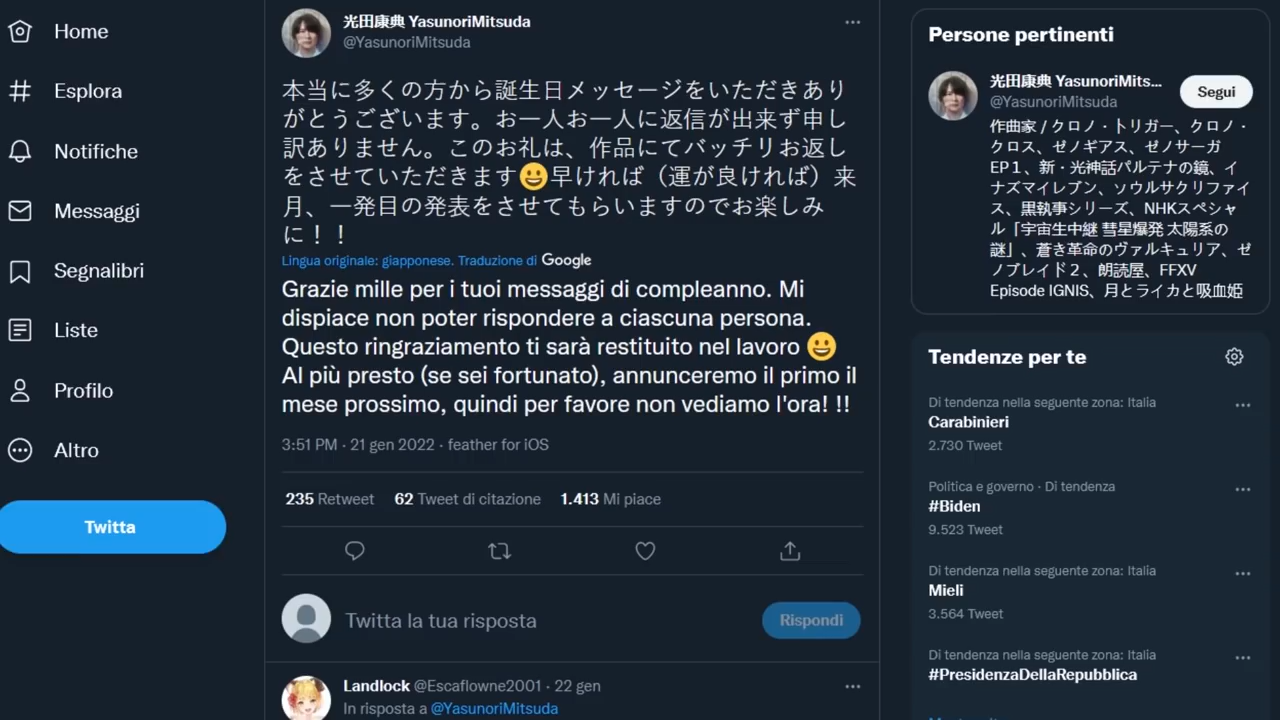 Home
Esplora
Notifiche
Messaggi
Segnalibri
Liste
Profilo
Altro
Twitta
光田康典 YasunoriMitsuda
@YasunoriMitsuda
本当に多くの方から誕生日メッセージをいただきあり
がとうございます。お一人お一人に返信が出来ず申し
訳ありません。このお礼は、作品にてバッチリお返し
をさせていただきます😀早ければ（運が良ければ）来
月、一発目の発表をさせてもらいますのでお楽しみ
に！！
Lingua originale: giapponese. Traduzione di Google
Grazie mille per i tuoi messaggi di compleanno. Mi
dispiace non poter rispondere a ciascuna persona.
Questo ringraziamento ti sarà restituito nel lavoro 😀
Al più presto (se sei fortunato), annunceremo il primo il
mese prossimo, quindi per favore non vediamo l'ora! !!
3:51 PM · 21 gen 2022 · feather for iOS
235 Retweet 62 Tweet di citazione 1.413 Mi piace
Twitta la tua risposta
Rispondi
Landlock @Escaflowne2001 · 22 gen
In risposta a @YasunoriMitsuda
Persone pertinenti
光田康典 YasunoriMits...
@YasunoriMitsuda
Segui
作曲家 / クロノ・トリガー、クロノ・
クロス、ゼノギアス、ゼノサーガ
EP１、新・光神話パルテナの鏡、イ
ナズマイレブン、ソウルサクリファイ
ス、黒執事シリーズ、NHKスペシャ
ル「宇宙生中継 彗星爆発 太陽系の
謎」、蒼き革命のヴァルキュリア、ゼ
ノブレイド２、朗読屋、FFXV
Episode IGNIS、月とライカと吸血姫
Tendenze per te
Di tendenza nella seguente zona: Italia
Carabinieri
2.730 Tweet
Politica e governo · Di tendenza
#Biden
9.523 Tweet
Di tendenza nella seguente zona: Italia
Mieli
3.564 Tweet
Di tendenza nella seguente zona: Italia
#PresidenzaDellaRepubblica